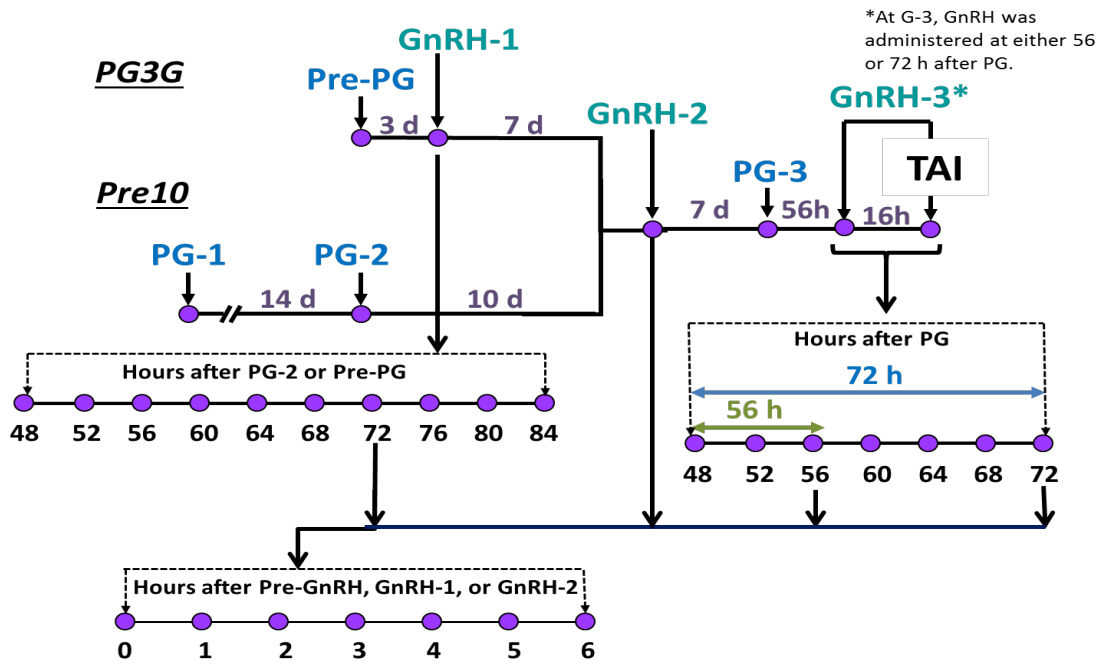 *At G-3, GnRH was
administered at either 56
or 72 h after PG.
GnRH-1
PG3G
Pre-PG
GnRH-3*
GnRH-2
3 d
7 d
TAI
PG-3
Pre10
7 d
56h
16h
PG-1
PG-2
14 d
10 d
Hours after PG
Hours after PG-2 or Pre-PG
72 h
56 h
48 52 56 60 64 68 72 76 80 84
48 52 56 60 64 68 72
Hours after Pre-GnRH, GnRH-1, or GnRH-2
0 1 2 3 4 5 6